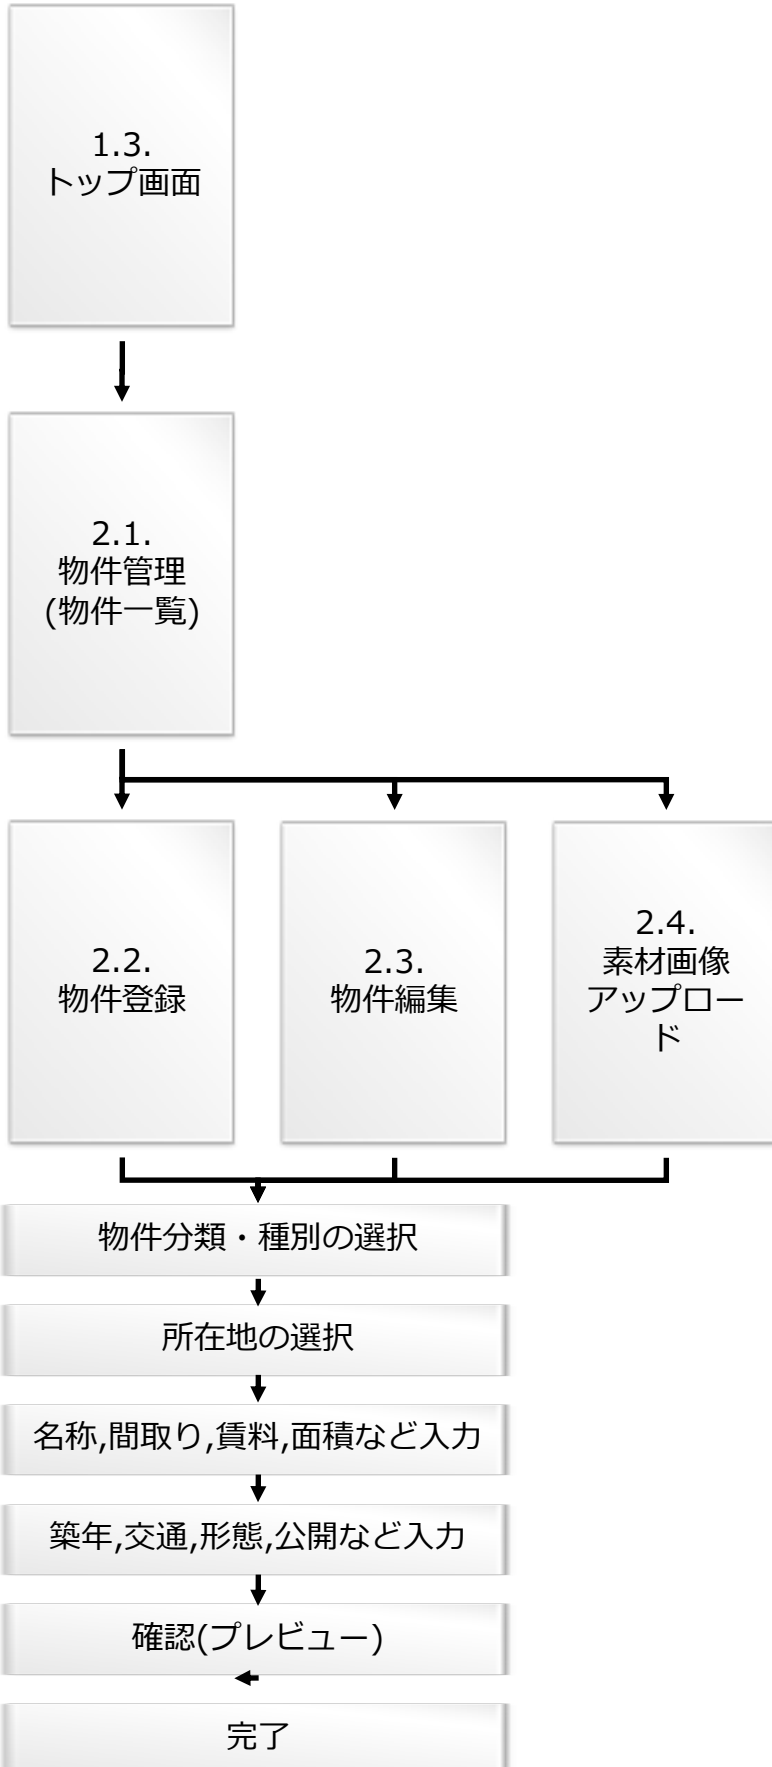 1.3.
トップ画面
2.1.
物件管理
(物件一覧)
2.2.
物件登録
2.3.
物件編集
2.4.
素材画像
アップロー
ド
物件分類・種別の選択
所在地の選択
名称,間取り,賃料,面積など入力
築年,交通,形態,公開など入力
確認(プレビュー)
完了